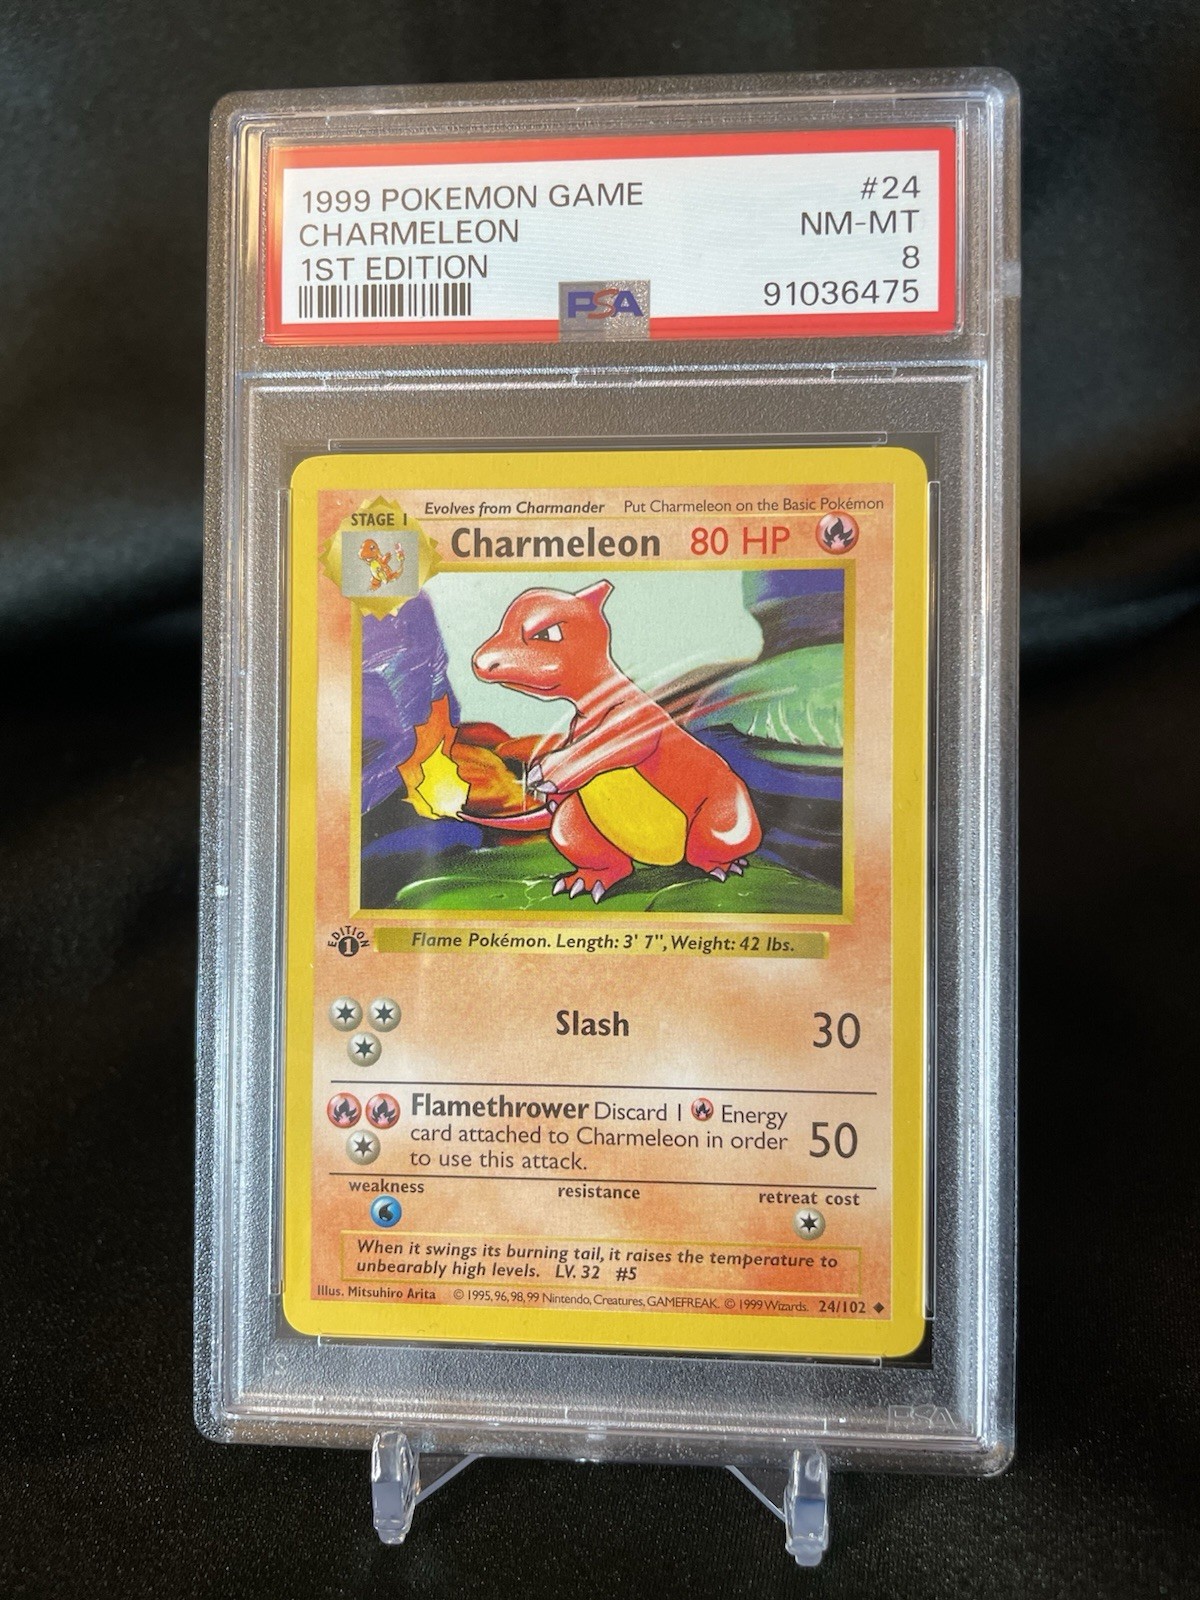 1999 POKEMON GAME #24
CHARMELEON NM-MT
1ST EDITION 8
PSA 91036475
STAGE 1 Evolves from Charmander Put Charmeleon on the Basic Pokémon
Charmeleon 80 HP
EDITION 1
Flame Pokémon. Length: 3' 7", Weight: 42 lbs.
Slash 30
Flamethrower Discard 1 Energy
card attached to Charmeleon in order
to use this attack.
50
weakness resistance retreat cost
When it swings its burning tail, it raises the temperature to
unbearably high levels. LV. 32 #5
Illus. Mitsuhiro Arita © 1995, 96, 98, 99 Nintendo, Creatures, GAMEFREAK. © 1999 Wizards. 24/102
PSA